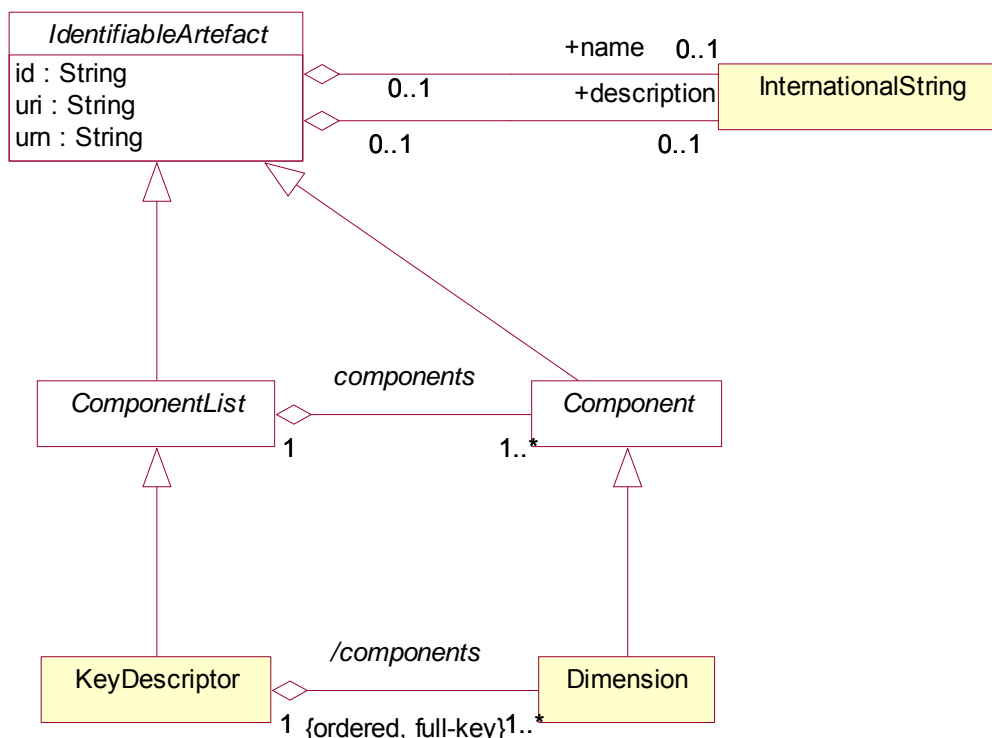 IdentifiableArtefact
id : String
uri : String
urn : String
+name
0..1
0..1
+description
0..1
0..1
InternationalString
components
ComponentList
Component
1
1..*
/components
KeyDescriptor
Dimension
1
{ordered, full-key}
1..*